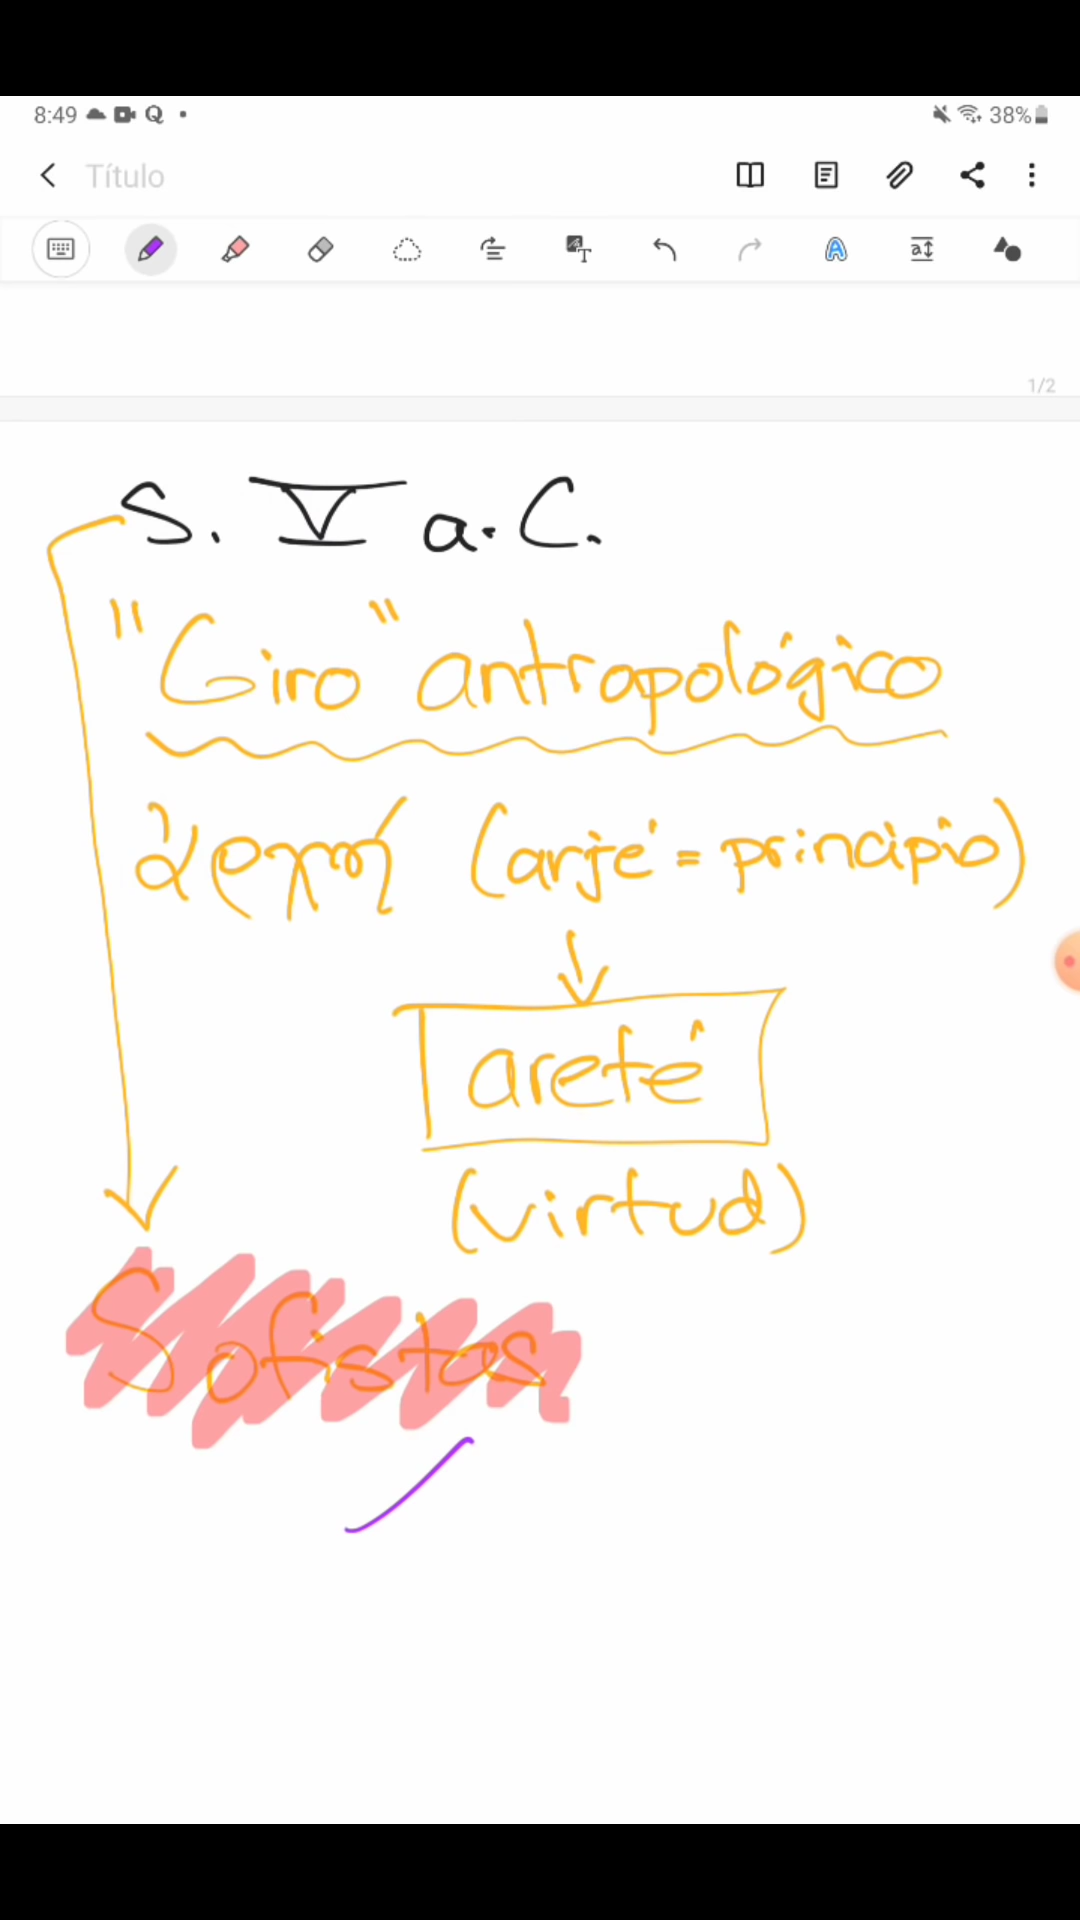 8:49
38%
Título
1/2
S. V a.C.
"Giro" antropológico
ἀρχή (arjé = principio)
areté
(virtud)
Sofistas